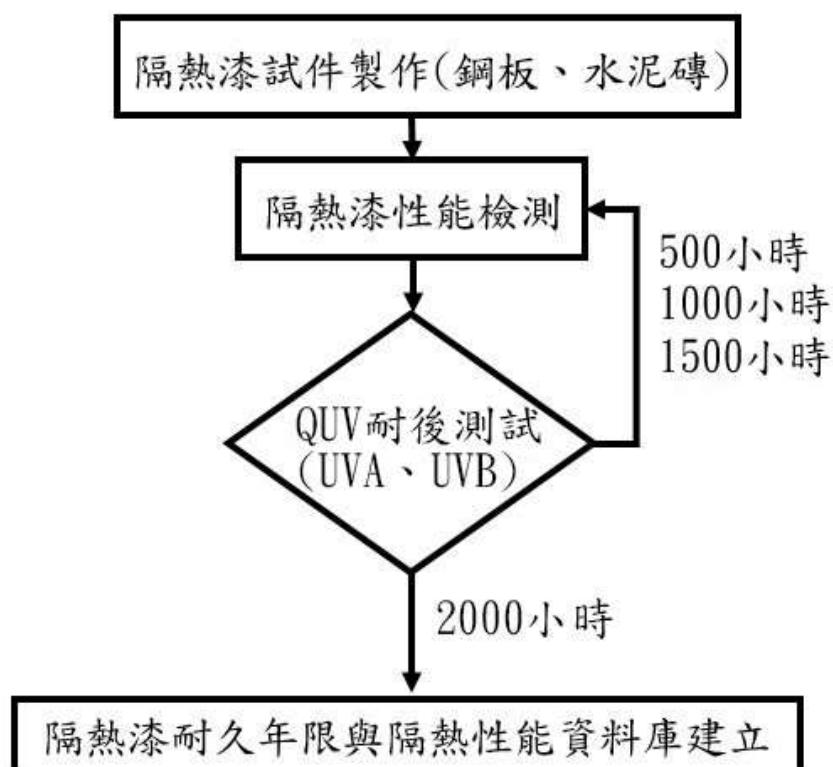 隔熱漆試件製作(鋼板、水泥磚)
隔熱漆性能檢測
500小時
1000小時
1500小時
QUV耐後測試
(UVA、UVB)
2000小時
隔熱漆耐久年限與隔熱性能資料庫建立